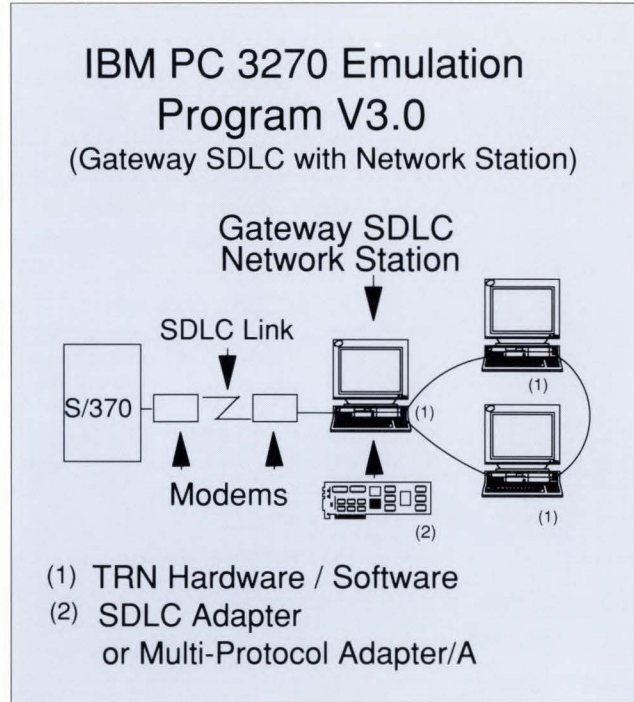 IBM PC 3270 Emulation
Program V3.0
(Gateway SDLC with Network Station)
Gateway SDLC
Network Station
SDLC Link
S/370
Modems
(1)
(1)
(1)
(2)
(1) TRN Hardware / Software
(2) SDLC Adapter
or Multi-Protocol Adapter/A